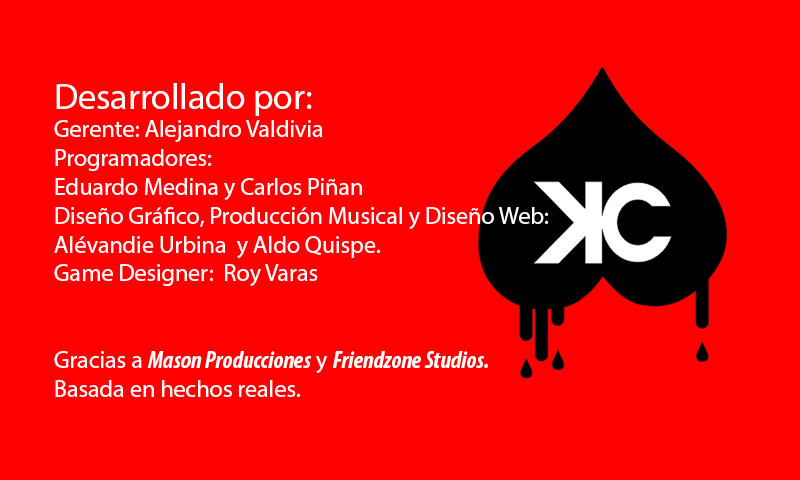 Desarrollado por:
Gerente: Alejandro Valdivia
Programadores:
Eduardo Medina y Carlos Piñan
Diseño Gráfico, Producción Musical y Diseño Web:
Alévandie Urbina  y Aldo Quispe.
Game Designer:  Roy Varas
KC
Gracias a Mason Producciones y Friendzone Studios.
Basada en hechos reales.